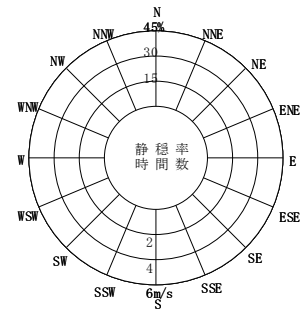 N
45%
NNW
NNE
30
NW
NE
15
WNW
ENE
静穏率
時間数
W
E
WSW
ESE
2
SW
SE
4
SSW
6m/s
SSE
S